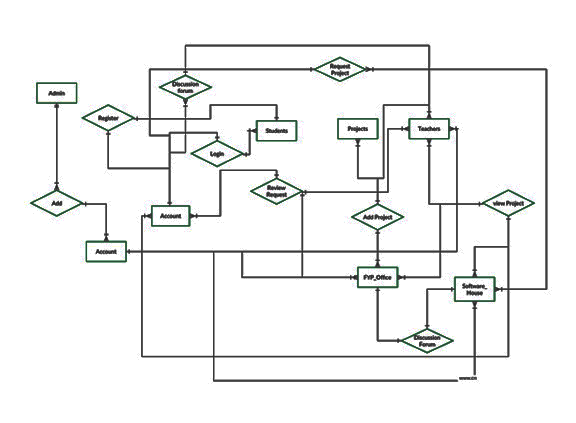 Request
Project
Discussion
forum
Admin
Register
Students
Projects
Teachers
Login
Review
Request
Add
Account
Add Project
view Project
Account
FYP_Office
Software_
House
Discussion
Forum